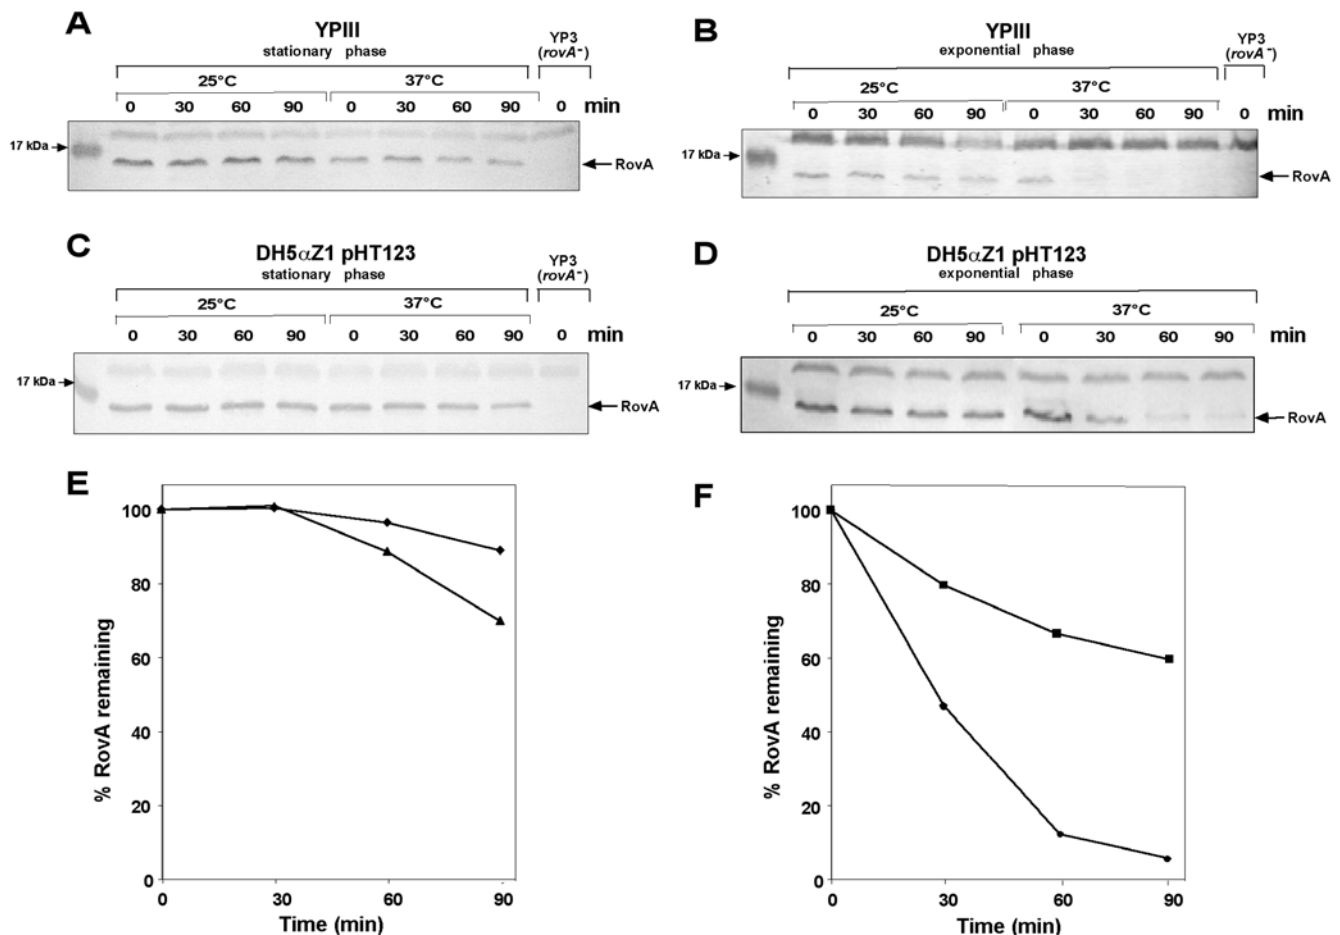 A
YPIII
stationary phase
YP3
(rovA⁻)
25°C 37°C
0 30 60 90 0 30 60 90 0 min
17 kDa
RovA
B
YPIII
exponential phase
YP3
(rovA⁻)
25°C 37°C
0 30 60 90 0 30 60 90 0 min
17 kDa
RovA
C
DH5αZ1 pHT123
stationary phase
YP3
(rovA⁻)
25°C 37°C
0 30 60 90 0 30 60 90 0 min
17 kDa
RovA
D
DH5αZ1 pHT123
exponential phase
25°C 37°C
0 30 60 90 0 30 60 90 min
17 kDa
RovA
E
% RovA remaining
100
80
60
40
20
0
0 30 60 90
Time (min)
F
% RovA remaining
100
80
60
40
20
0
0 30 60 90
Time (min)